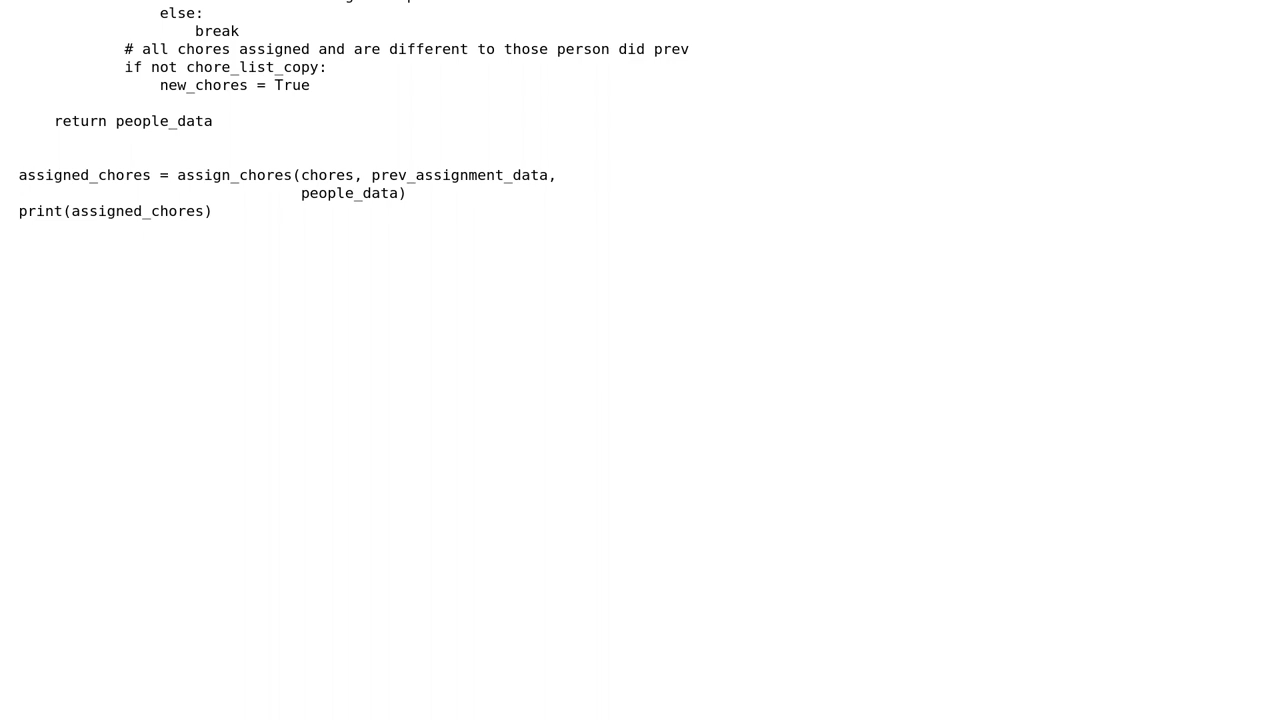 else:
break
# all chores assigned and are different to those person did prev
if not chore_list_copy:
new_chores = True
return people_data
assigned_chores = assign_chores(chores, prev_assignment_data,
people_data)
print(assigned_chores)